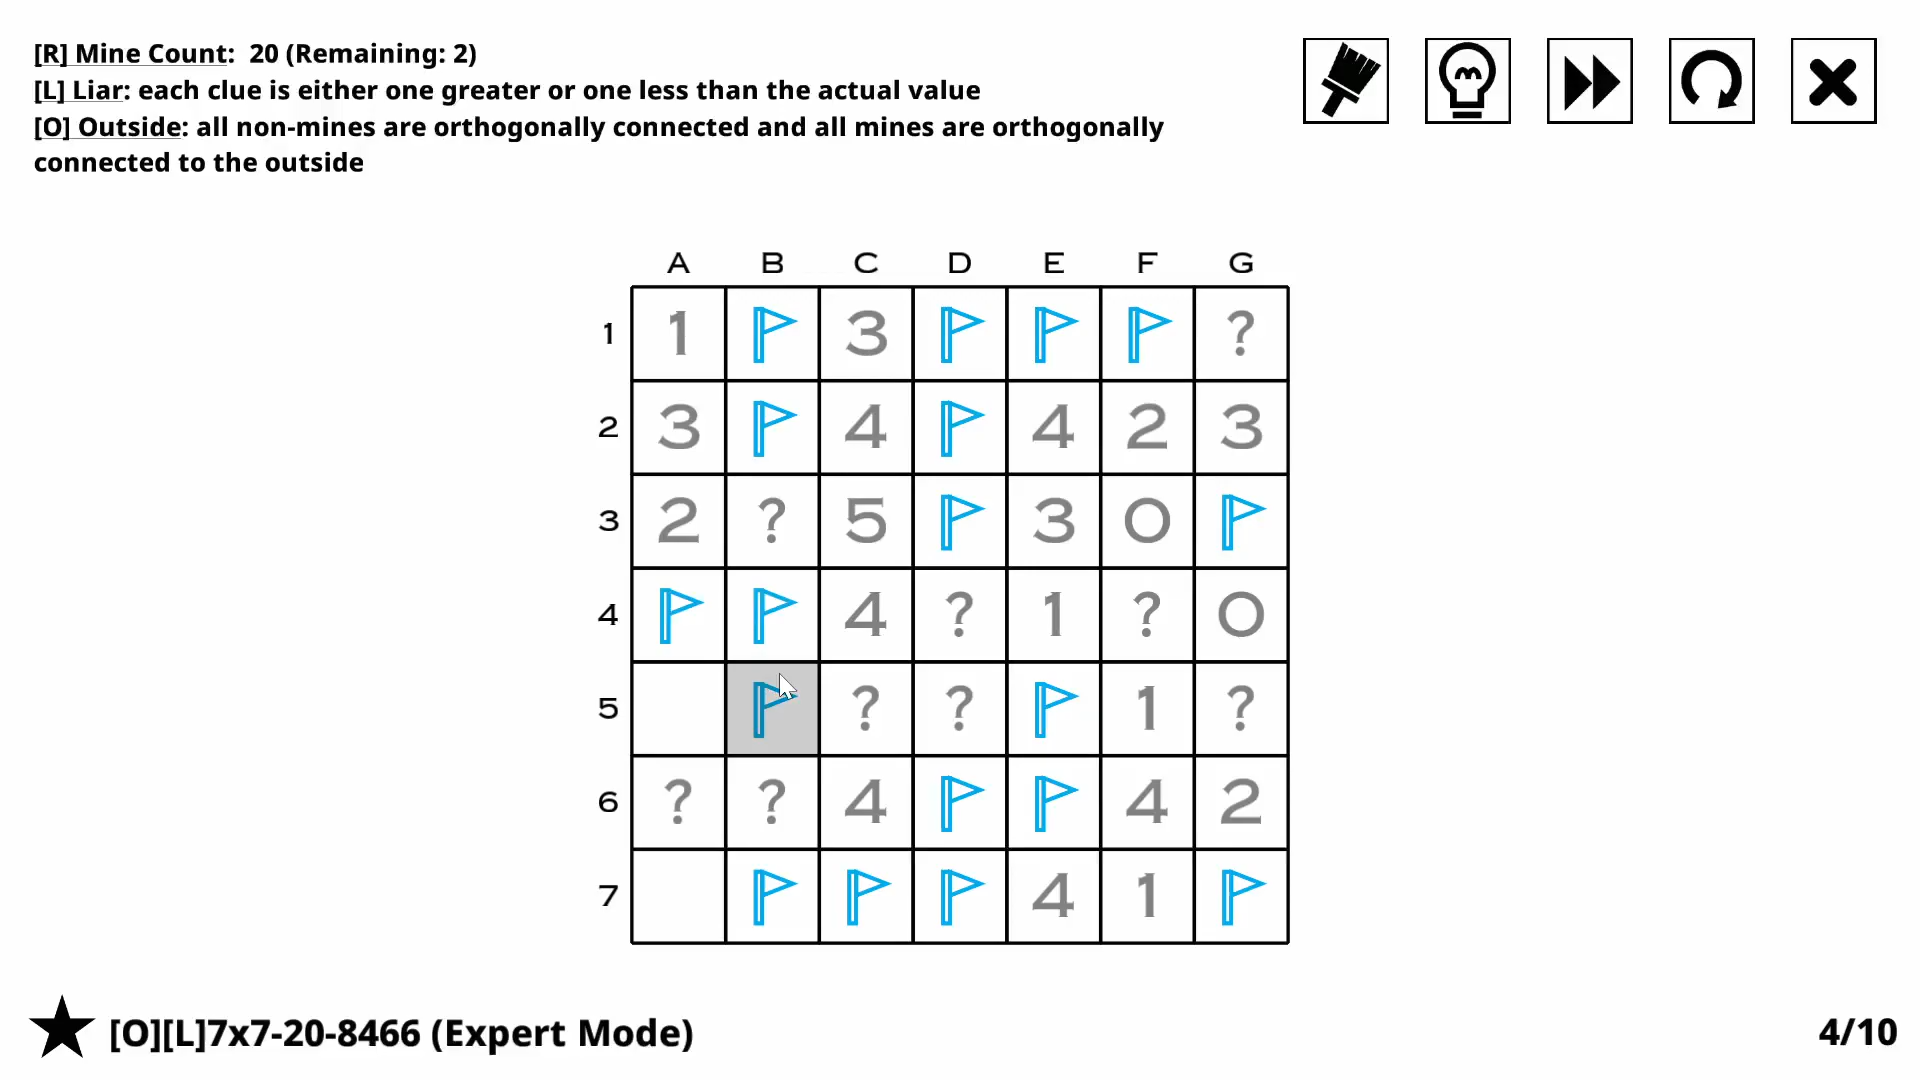 [R] Mine Count: 20 (Remaining: 2)
[L] Liar: each clue is either one greater or one less than the actual value
[O] Outside: all non-mines are orthogonally connected and all mines are orthogonally
connected to the outside
A B C D E F G
1 1 3 ?
2 3 4 4 2 3
3 2 ? 5 3 0
4 4 ? 1 ? 0
5 ? ? 1 ?
6 ? ? 4 4 2
7 4 1
[O][L]7x7-20-8466 (Expert Mode)
4/10